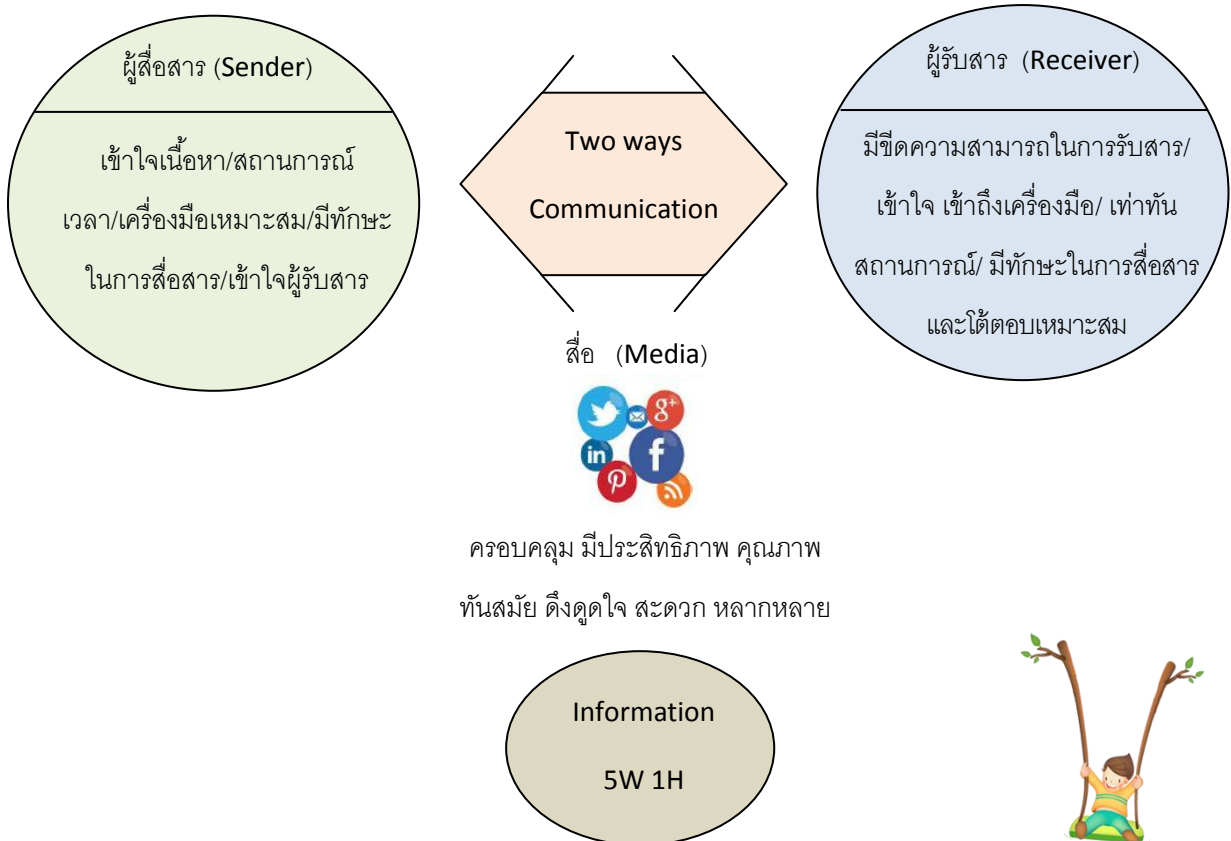 ผู้สื่อสาร (Sender)
เข้าใจเนื้อหา/สถานการณ์
เวลา/เครื่องมือเหมาะสม/มีทักษะ
ในการสื่อสาร/เข้าใจผู้รับสาร
Two ways
Communication
ผู้รับสาร (Receiver)
มีขีดความสามารถในการรับสาร/
เข้าใจ เข้าถึงเครื่องมือ/ เท่าทัน
สถานการณ์/ มีทักษะในการสื่อสาร
และโต้ตอบเหมาะสม
สื่อ (Media)
g+
in
f
ครอบคลุม มีประสิทธิภาพ คุณภาพ
ทันสมัย ดึงดูดใจ สะดวก หลากหลาย
Information
5W 1H